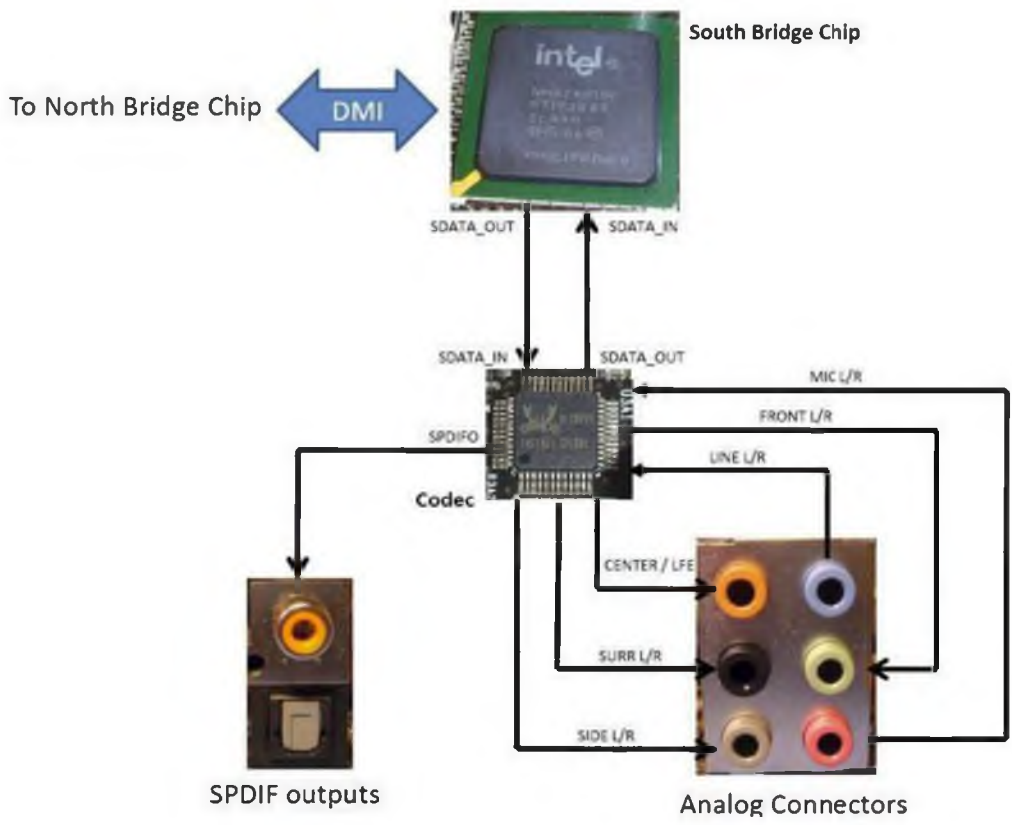 intel
South Bridge Chip
To North Bridge Chip
DMI
SDATA_OUT
SDATA_IN
SDATA_IN
SDATA_OUT
MIC L/R
FRONT L/R
SPDIFO
LINE L/R
Codec
CENTER / LFE
SURR L/R
SIDE L/R
SPDIF outputs
Analog Connectors